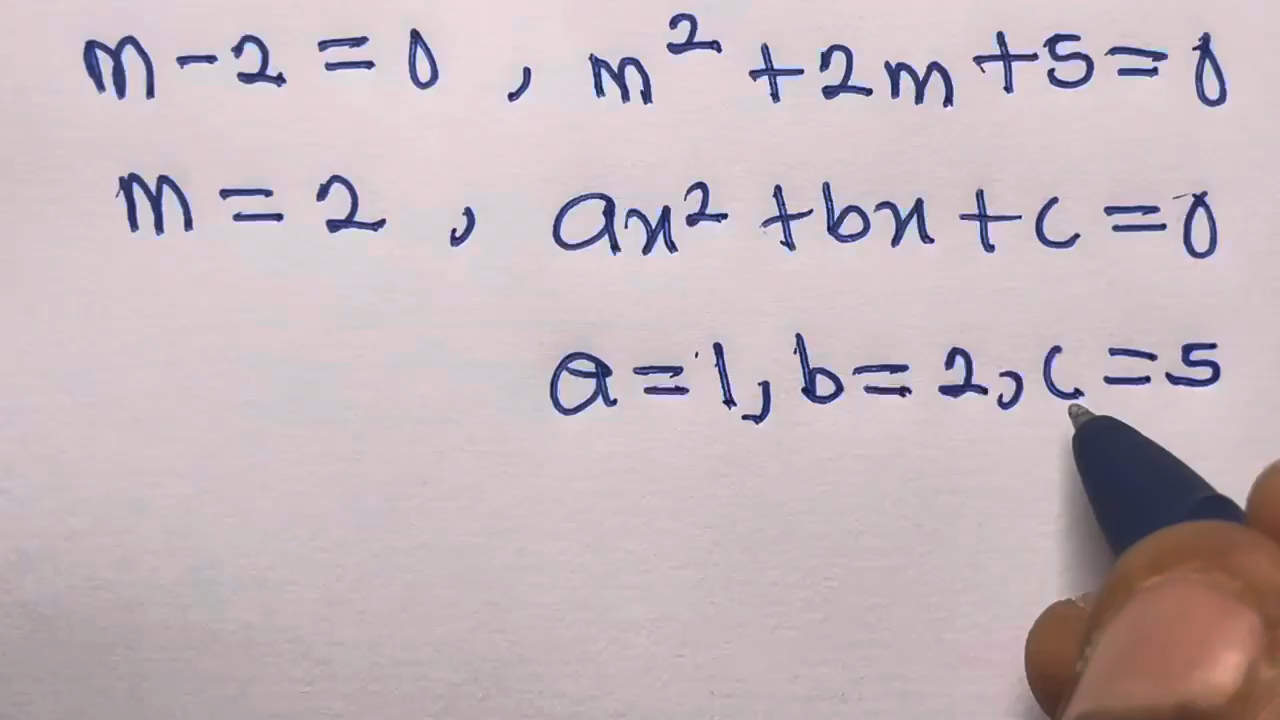 m - 2 = 0 , m² + 2m + 5 = 0
m = 2 , ax² + bx + c = 0
a = 1, b = 2, c = 5